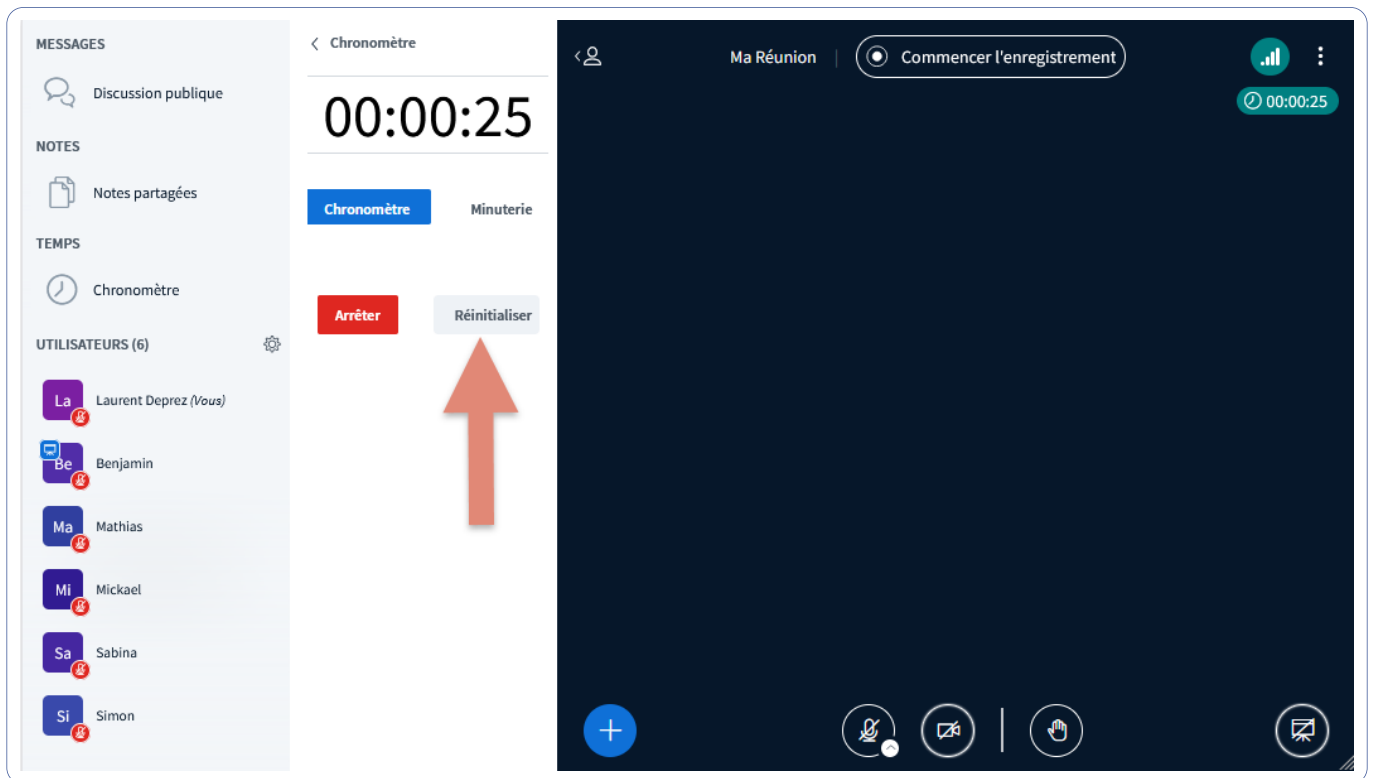 MESSAGES
Discussion publique
NOTES
Notes partagées
TEMPS
Chronomètre
UTILISATEURS (6)
La Laurent Deprez (Vous)
Be Benjamin
Ma Mathias
Mi Mickael
Sa Sabina
Si Simon
Chronomètre
00:00:25
Chronomètre Minuterie
Arrêter Réinitialiser
Ma Réunion | Commencer l'enregistrement
00:00:25